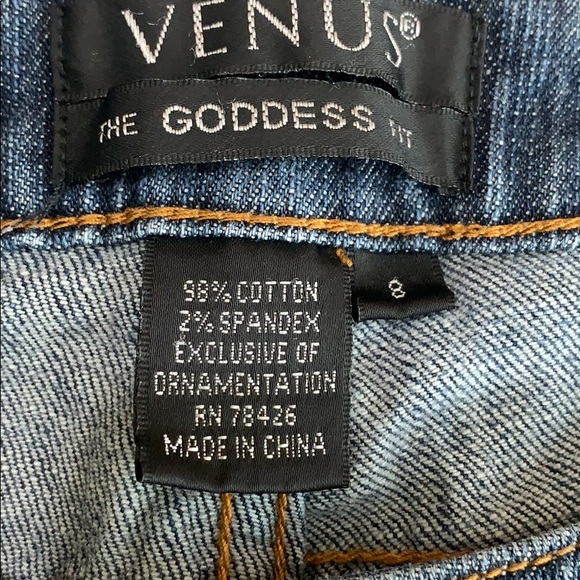 VENUS®
THE GODDESS FIT
98% COTTON
2% SPANDEX
EXCLUSIVE OF
ORNAMENTATION
RN 78426
MADE IN CHINA
8